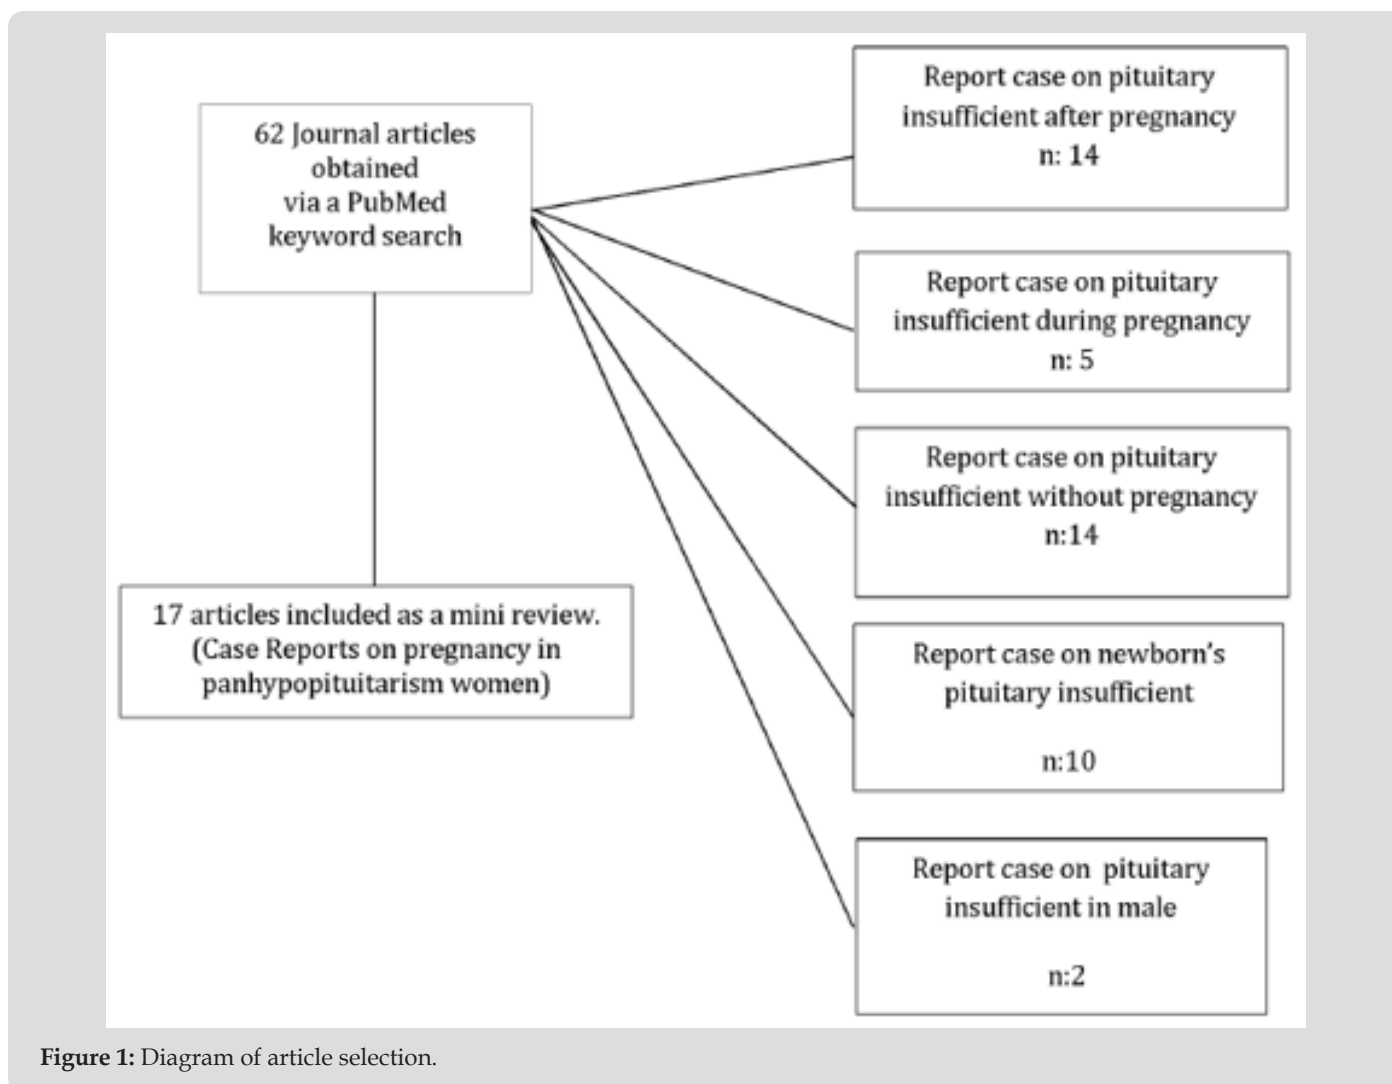 62 Journal articles
obtained
via a PubMed
keyword search
17 articles included as a mini review.
(Case Reports on pregnancy in
panhypopituitarism women)
Report case on pituitary
insufficient after pregnancy
n: 14
Report case on pituitary
insufficient during pregnancy
n: 5
Report case on pituitary
insufficient without pregnancy
n:14
Report case on newborn's
pituitary insufficient
n:10
Report case on pituitary
insufficient in male
n:2
Figure 1: Diagram of article selection.